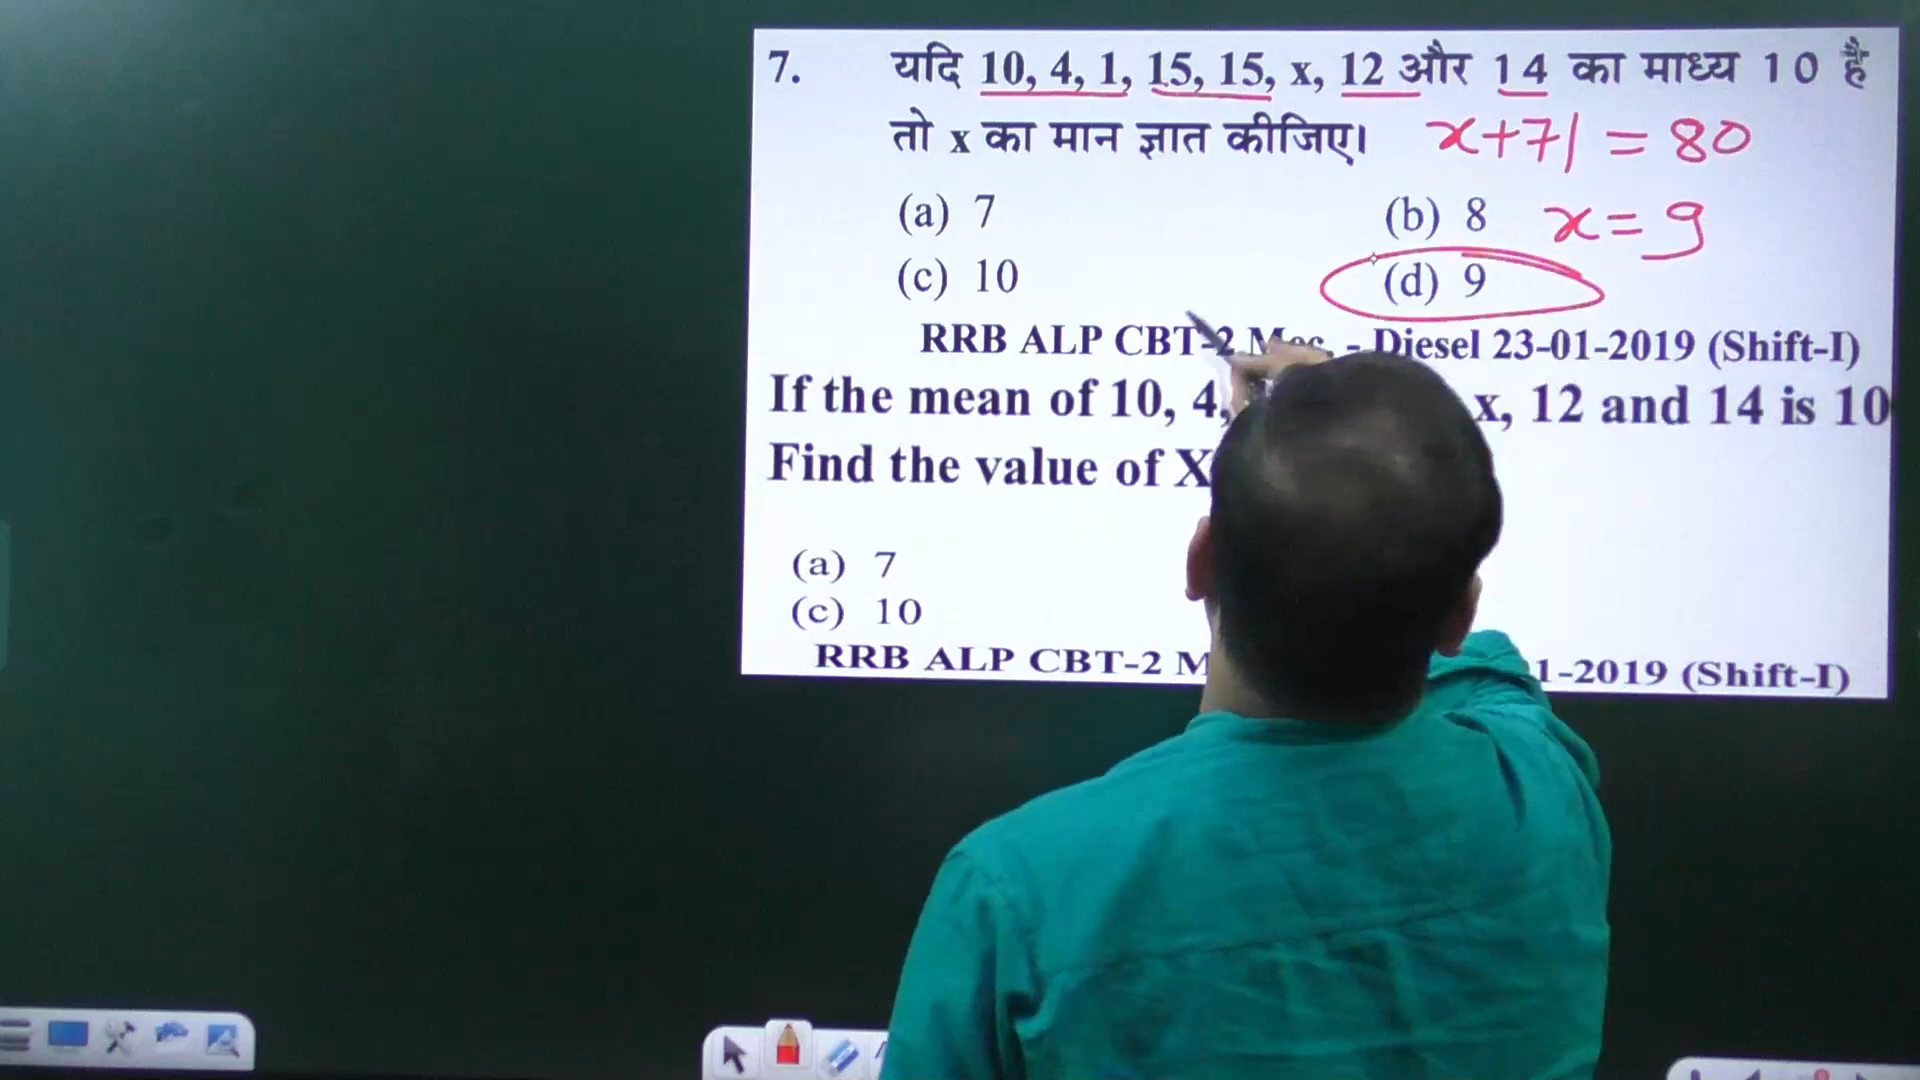 7. यदि 10, 4, 1, 15, 15, x, 12 और 14 का माध्य 10 है
तो x का मान ज्ञात कीजिए। x+71 = 80
(a) 7 (b) 8 x=9
(c) 10 (d) 9
RRB ALP CBT-2 Mec. - Diesel 23-01-2019 (Shift-I)
If the mean of 10, 4, x, 12 and 14 is 10
Find the value of X
(a) 7
(c) 10
RRB ALP CBT-2 M 1-2019 (Shift-I)